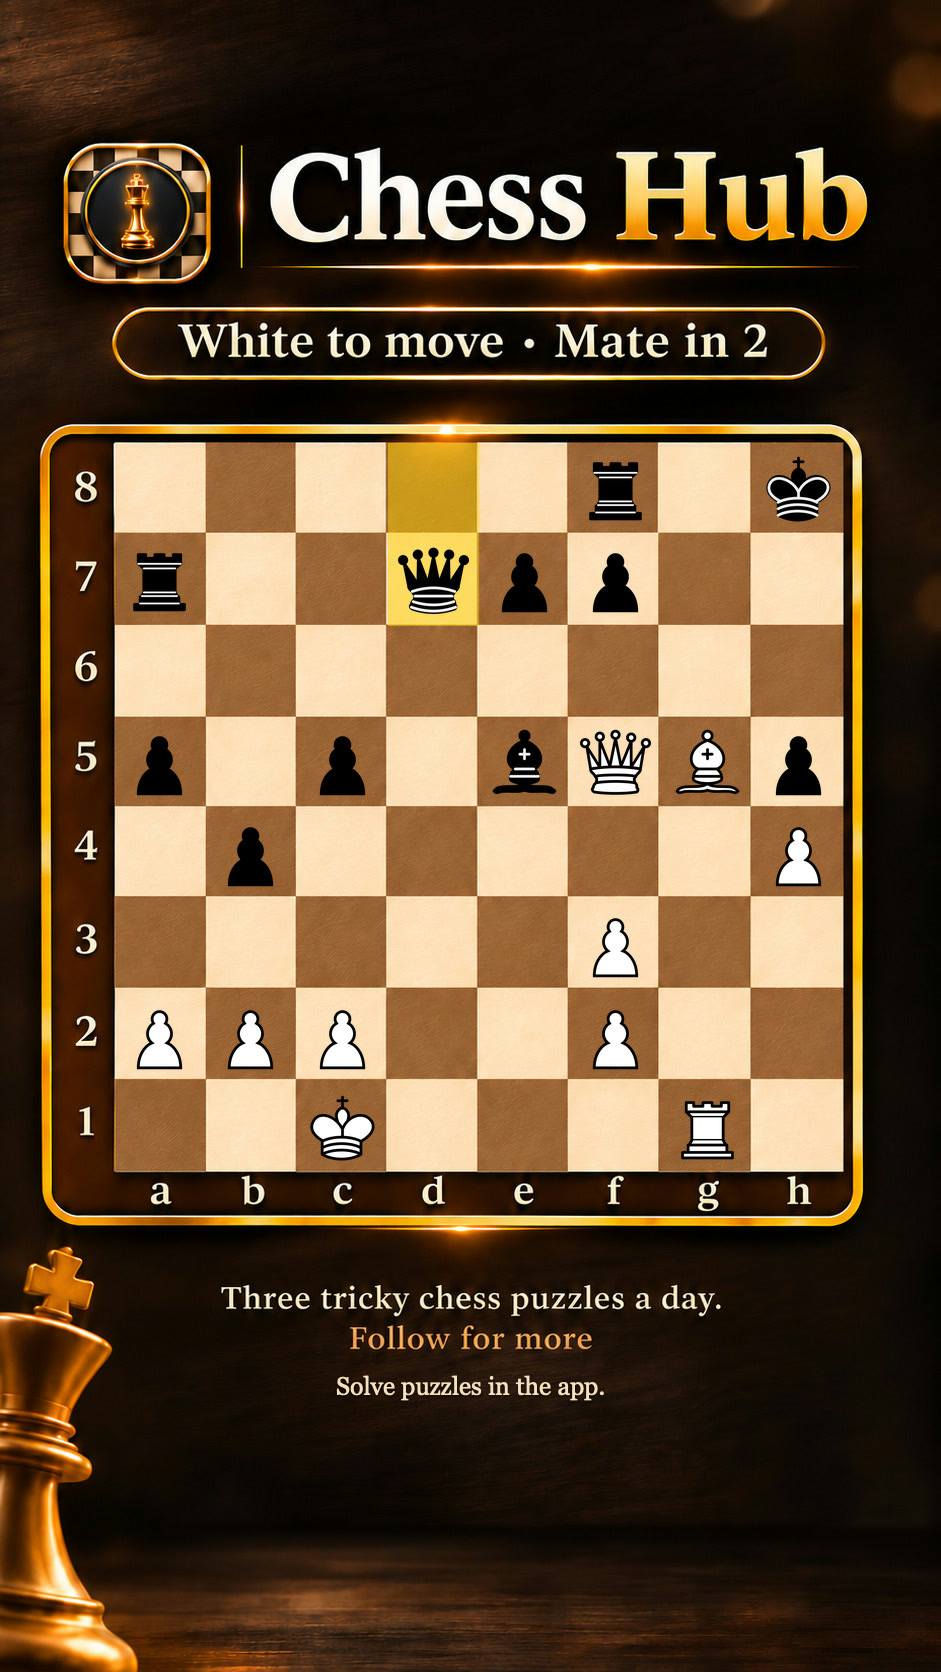 Chess Hub
White to move • Mate in 2
8
7
6
5
4
3
2
1
a b c d e f g h
Three tricky chess puzzles a day.
Follow for more
Solve puzzles in the app.